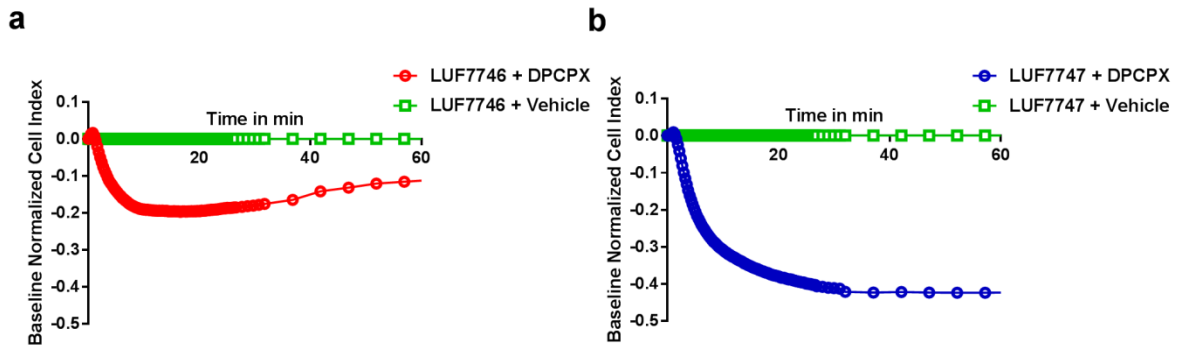 a
LUF7746 + DPCPX
LUF7746 + Vehicle
Baseline Normalized Cell Index
Time in min
0.1
0.0
-0.1
-0.2
-0.3
-0.4
-0.5
20
40
60
b
LUF7747 + DPCPX
LUF7747 + Vehicle
Baseline Normalized Cell Index
Time in min
0.1
0.0
-0.1
-0.2
-0.3
-0.4
-0.5
20
40
60